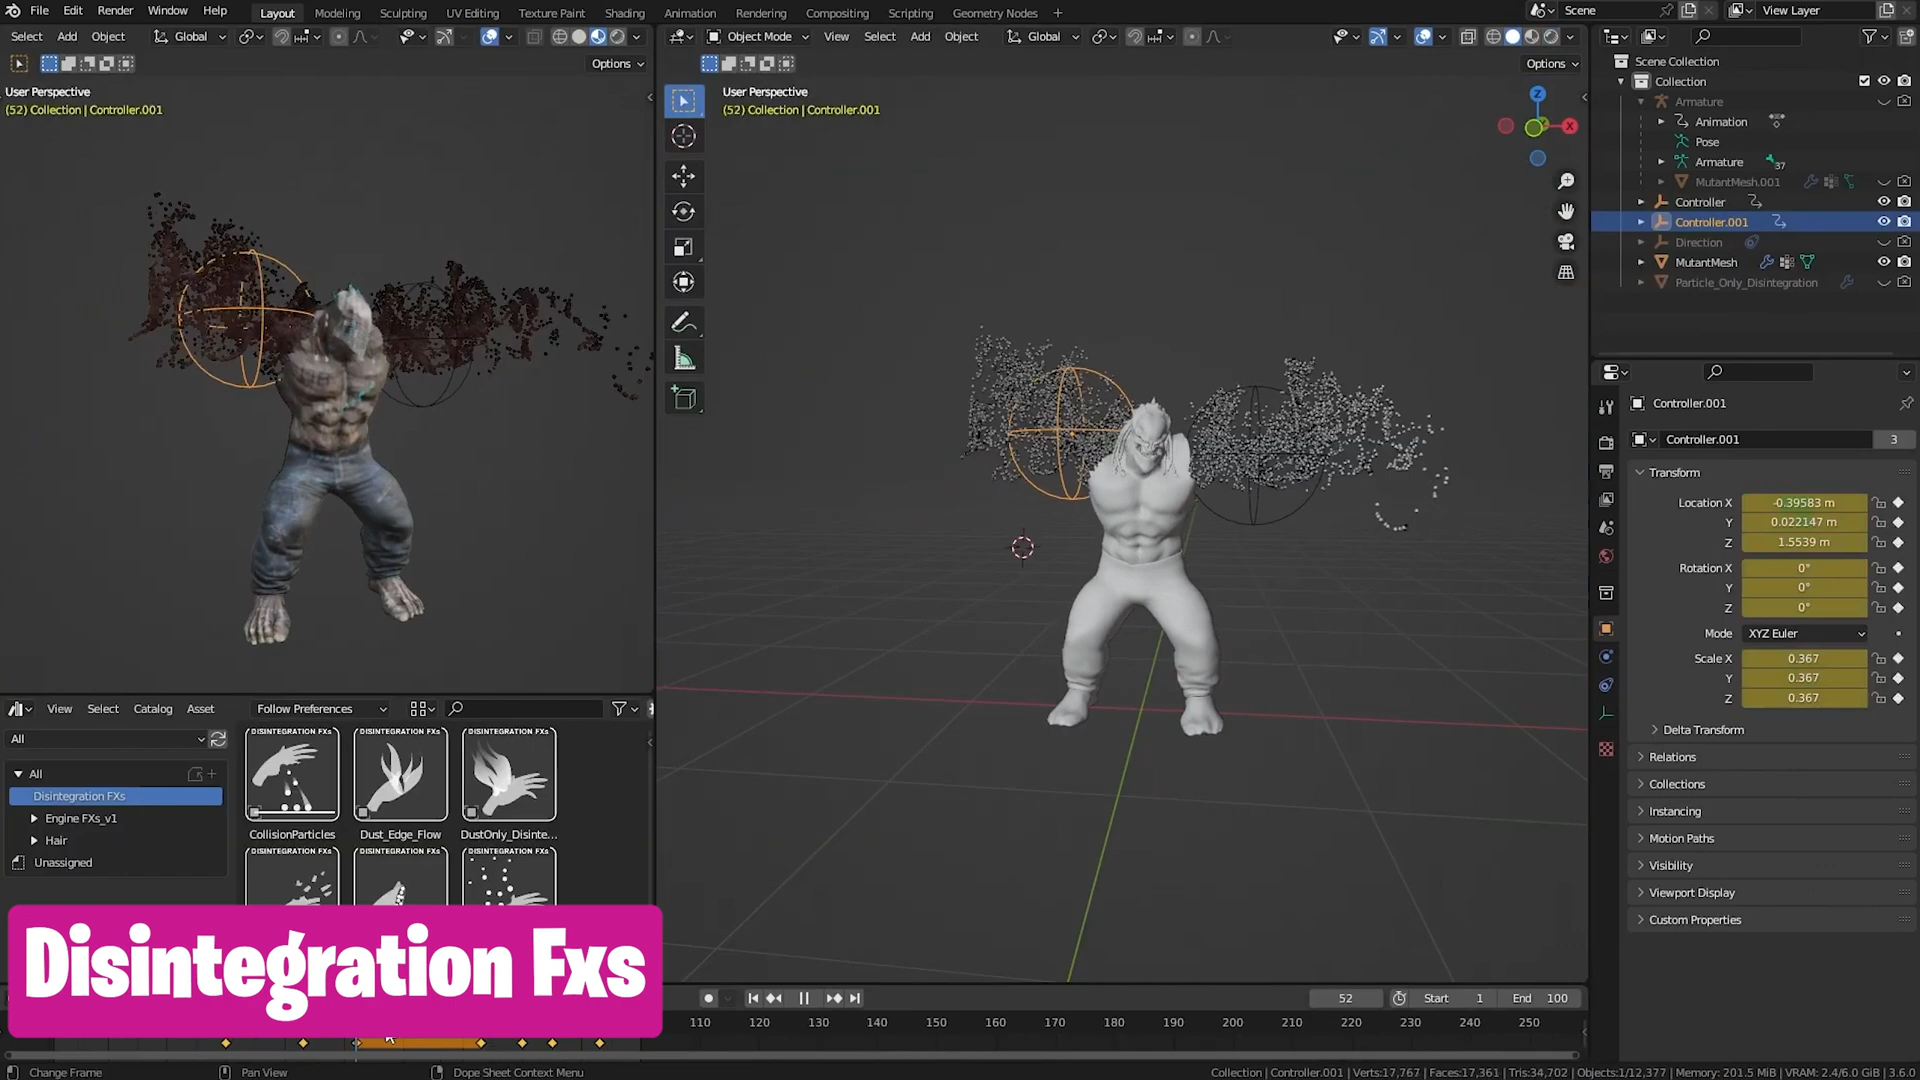 File Edit Render Window Help
Layout Modeling Sculpting UV Editing Texture Paint Shading Animation Rendering Compositing Scripting Geometry Nodes +
Scene
View Layer
Select Add Object Global
Options
User Perspective
(52) Collection | Controller.001
Object Mode View Select Add Object Global
Options
User Perspective
(52) Collection | Controller.001
Z
X
Scene Collection
Collection
Armature
Animation
Pose
Armature 37
MutantMesh.001
Controller
Controller.001
Direction
MutantMesh
Particle_Only_Disintegration
Controller.001
Controller.001 3
Transform
Location X -0.39583 m
Y 0.022147 m
Z 1.5539 m
Rotation X 0°
Y 0°
Z 0°
Mode XYZ Euler
Scale X 0.367
Y 0.367
Z 0.367
Delta Transform
Relations
Collections
Instancing
Motion Paths
Visibility
Viewport Display
Custom Properties
View Select Catalog Asset Follow Preferences
All
All
Disintegration FXs
Engine FXs_v1
Hair
Unassigned
DISINTEGRATION FXs DISINTEGRATION FXs DISINTEGRATION FXs
CollisionParticles Dust_Edge_Flow DustOnly_Disinte...
DISINTEGRATION FXs DISINTEGRATION FXs DISINTEGRATION FXs
Disintegration Fxs
52 Start 1 End 100
110 120 130 140 150 160 170 180 190 200 210 220 230 240 250
Change Frame Pan View Dope Sheet Context Menu
Collection | Controller.001 | Verts:17,767 | Faces:17,361 | Tris:34,702 | Objects:1/12,377 | Memory: 201.5 MiB | VRAM: 2.4/6.0 GiB | 3.6.0